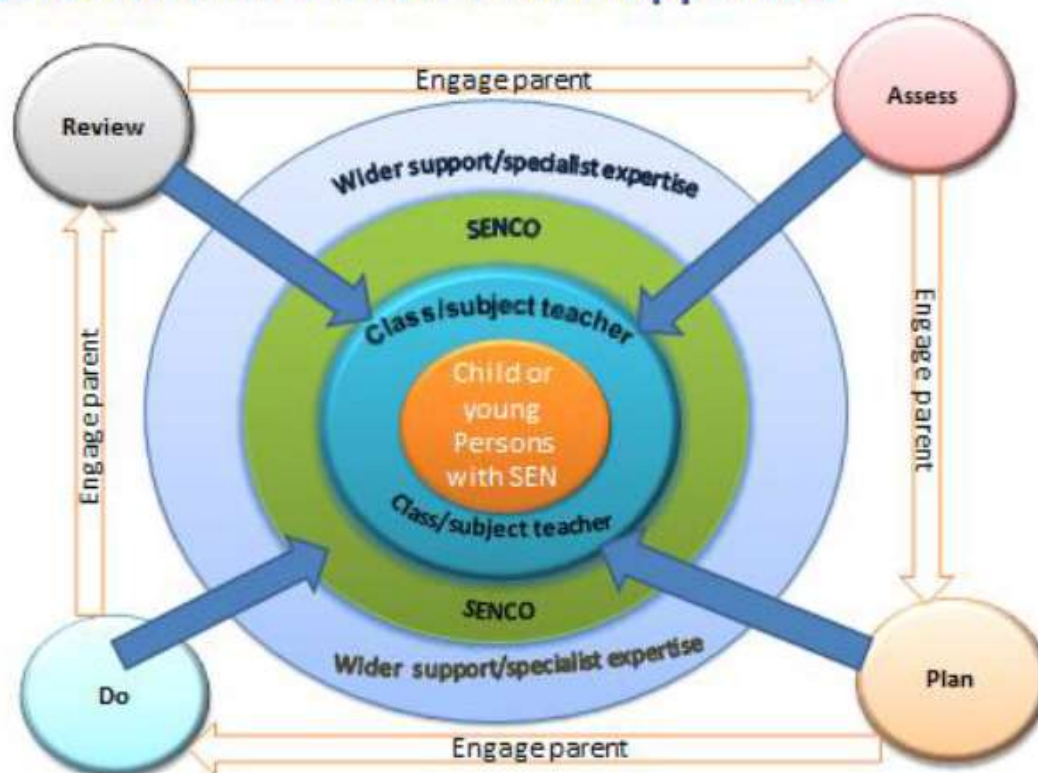 Engage parent
Review
Assess
Wider support/specialist expertise
SENCO
Class/subject teacher
Child or
young
Persons
with SEN
Class/subject teacher
SENCO
Wider support/specialist expertise
Engage parent
Engage parent
Do
Plan
Engage parent